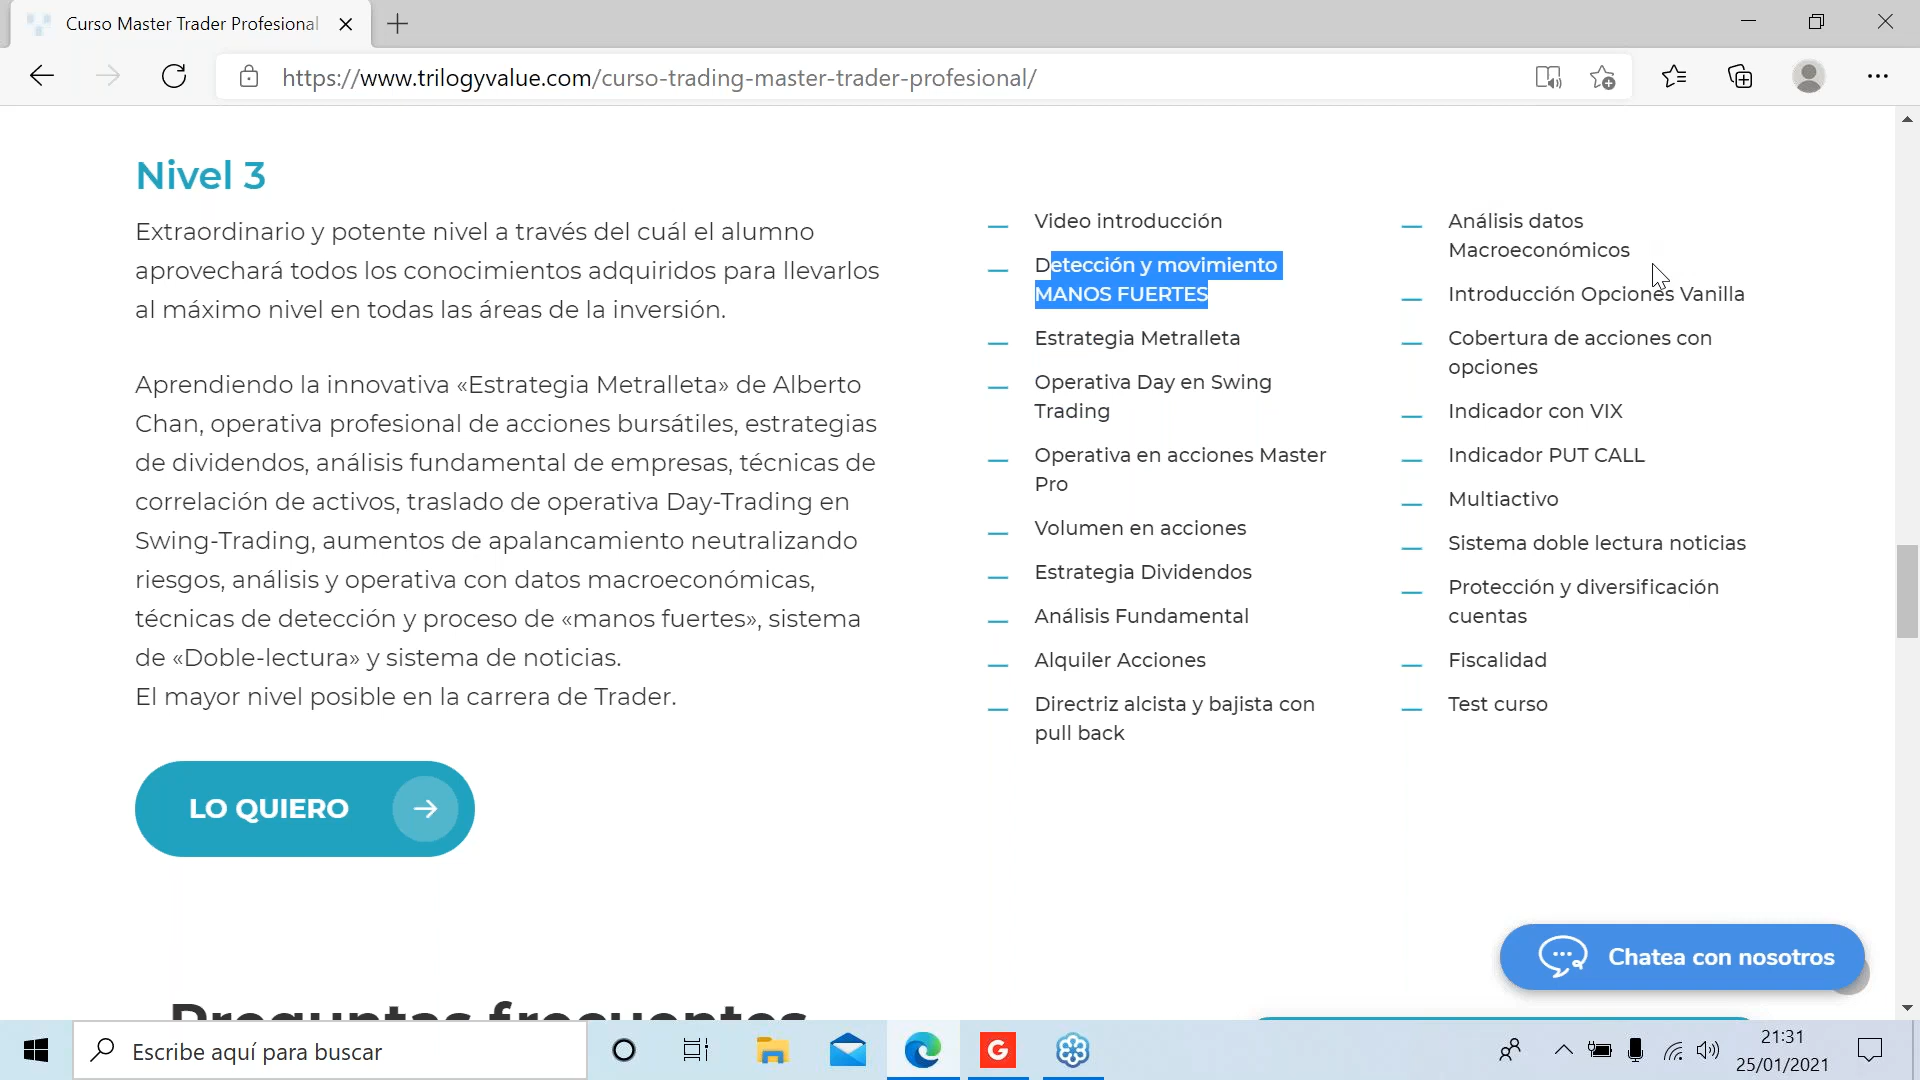 Curso Master Trader Profesional
https://www.trilogyvalue.com/curso-trading-master-trader-profesional/
Nivel 3
Extraordinario y potente nivel a través del cuál el alumno
aprovechará todos los conocimientos adquiridos para llevarlos
al máximo nivel en todas las áreas de la inversión.
Aprendiendo la innovativa «Estrategia Metralleta» de Alberto
Chan, operativa profesional de acciones bursátiles, estrategias
de dividendos, análisis fundamental de empresas, técnicas de
correlación de activos, traslado de operativa Day-Trading en
Swing-Trading, aumentos de apalancamiento neutralizando
riesgos, análisis y operativa con datos macroeconómicas,
técnicas de detección y proceso de «manos fuertes», sistema
de «Doble-lectura» y sistema de noticias.
El mayor nivel posible en la carrera de Trader.
LO QUIERO
Video introducción
Detección y movimiento
MANOS FUERTES
Estrategia Metralleta
Operativa Day en Swing
Trading
Operativa en acciones Master
Pro
Volumen en acciones
Estrategia Dividendos
Análisis Fundamental
Alquiler Acciones
Directriz alcista y bajista con
pull back
Análisis datos
Macroeconómicos
Introducción Opciones Vanilla
Cobertura de acciones con
opciones
Indicador con VIX
Indicador PUT CALL
Multiactivo
Sistema doble lectura noticias
Protección y diversificación
cuentas
Fiscalidad
Test curso
Chatea con nosotros
Preguntas frecuentes
Escribe aquí para buscar
G
21:31
25/01/2021